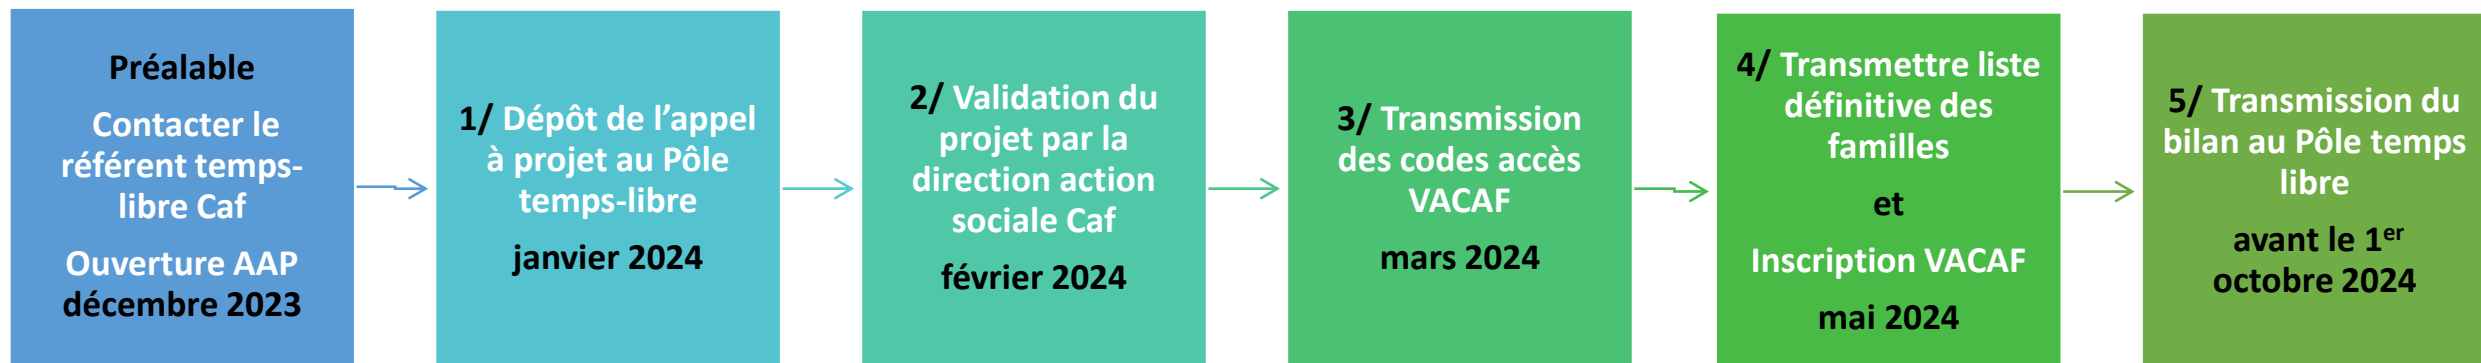 Préalable
Contacter le
référent temps-
libre Caf
Ouverture AAP
décembre 2023
1/ Dépôt de l'appel
à projet au Pôle
temps-libre
janvier 2024
2/ Validation du
projet par la
direction action
sociale Caf
février 2024
3/ Transmission
des codes accès
VACAF
mars 2024
4/ Transmettre liste
définitive des
familles
et
Inscription VACAF
mai 2024
5/ Transmission du
bilan au Pôle temps
libre
avant le 1er
octobre 2024